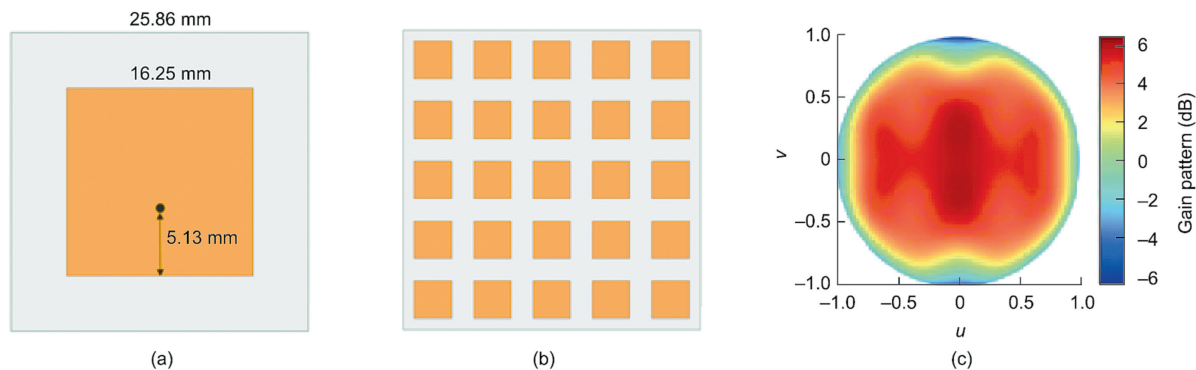 25.86 mm
16.25 mm
5.13 mm
(a)
(b)
1.0
0.5
0
–0.5
–1.0
v
–1.0 –0.5 0 0.5 1.0
u
6
4
2
0
–2
–4
–6
Gain pattern (dB)
(c)